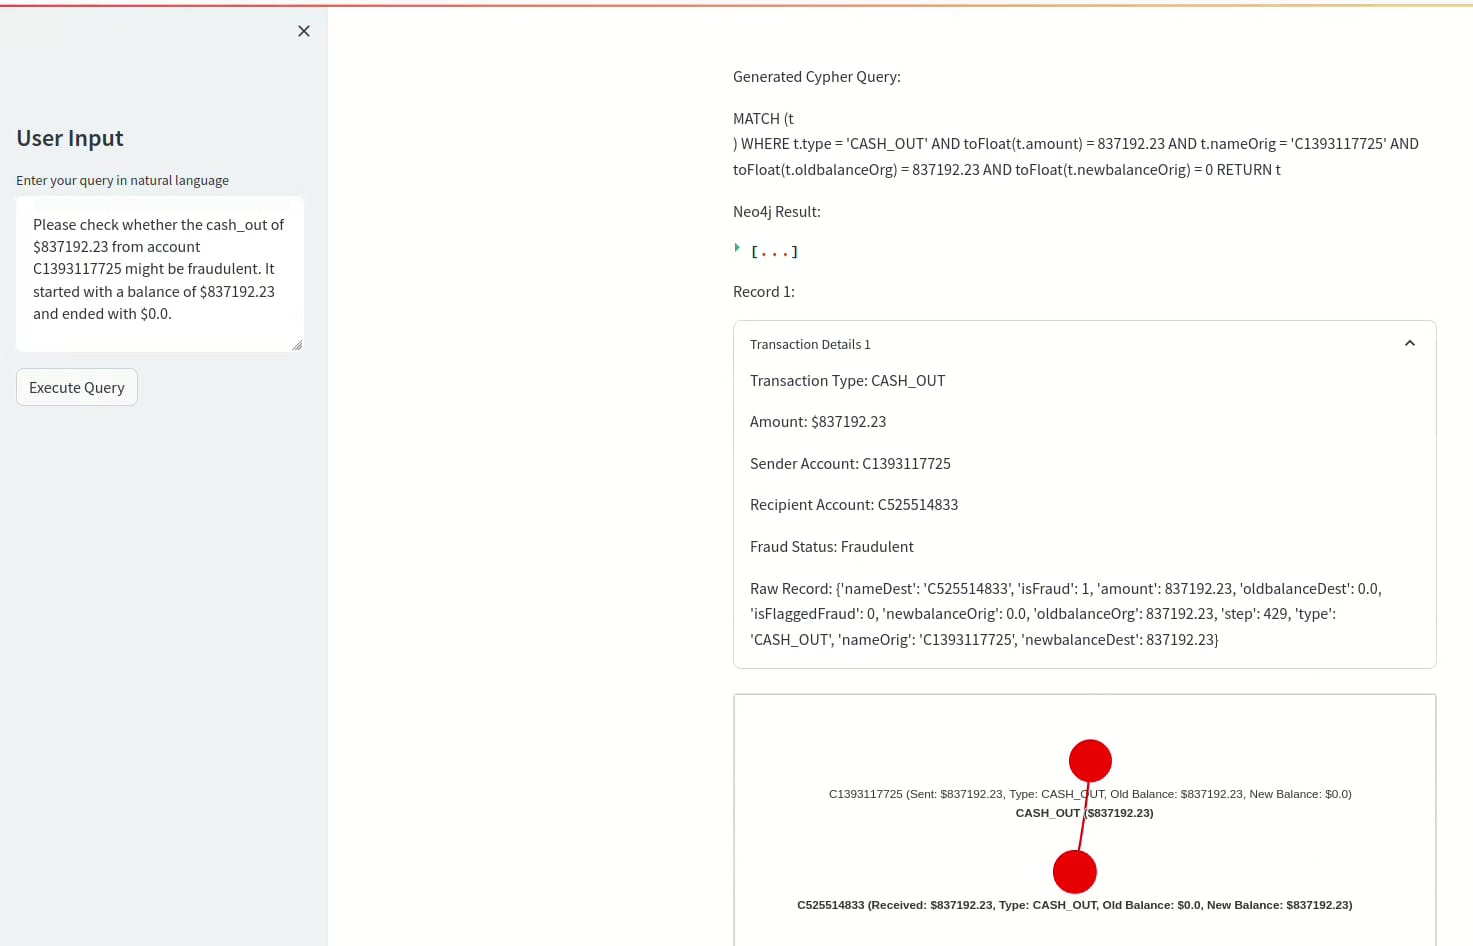 User Input
Enter your query in natural language
Please check whether the cash_out of
$837192.23 from account
C1393117725 might be fraudulent. It
started with a balance of $837192.23
and ended with $0.0.
Execute Query
Generated Cypher Query:
MATCH (t
) WHERE t.type = 'CASH_OUT' AND toFloat(t.amount) = 837192.23 AND t.nameOrig = 'C1393117725' AND
toFloat(t.oldbalanceOrg) = 837192.23 AND toFloat(t.newbalanceOrig) = 0 RETURN t
Neo4j Result:
[...]
Record 1:
Transaction Details 1
Transaction Type: CASH_OUT
Amount: $837192.23
Sender Account: C1393117725
Recipient Account: C525514833
Fraud Status: Fraudulent
Raw Record: {'nameDest': 'C525514833', 'isFraud': 1, 'amount': 837192.23, 'oldbalanceDest': 0.0,
'isFlaggedFraud': 0, 'newbalanceOrig': 0.0, 'oldbalanceOrg': 837192.23, 'step': 429, 'type':
'CASH_OUT', 'nameOrig': 'C1393117725', 'newbalanceDest': 837192.23}
C1393117725 (Sent: $837192.23, Type: CASH_OUT, Old Balance: $837192.23, New Balance: $0.0)
CASH_OUT ($837192.23)
C525514833 (Received: $837192.23, Type: CASH_OUT, Old Balance: $0.0, New Balance: $837192.23)